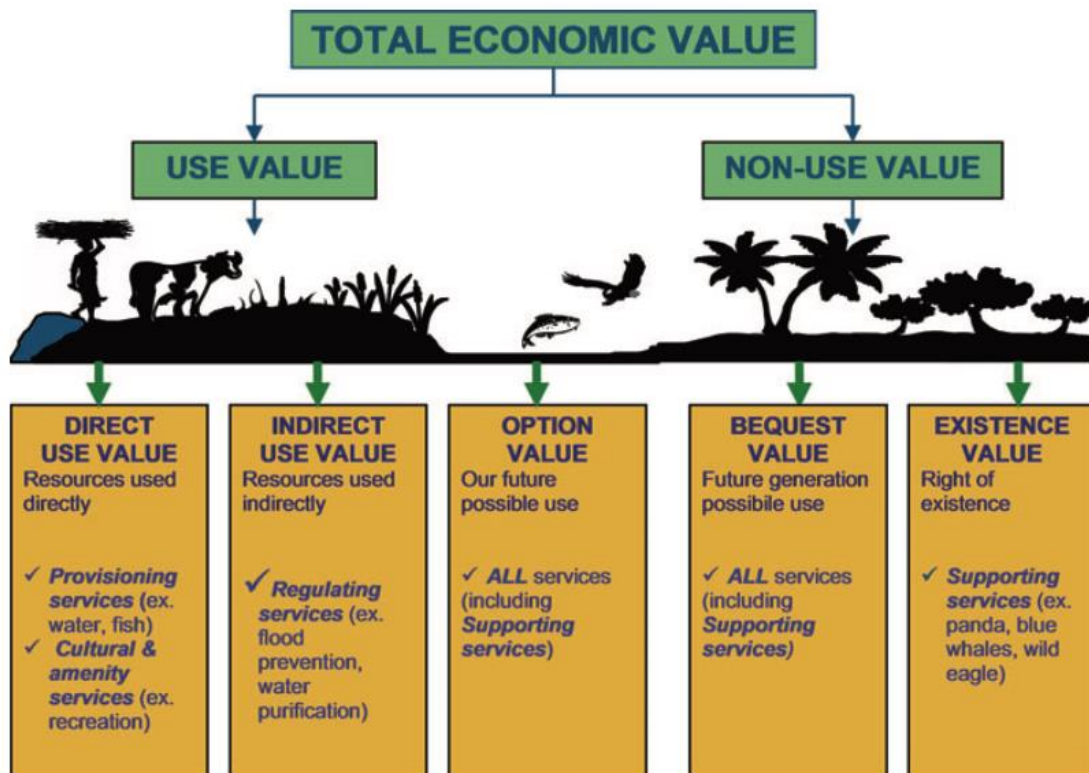 TOTAL ECONOMIC VALUE
USE VALUE
NON-USE VALUE
DIRECT
USE VALUE
Resources used
directly
✓ Provisioning
services (ex.
water, fish)
✓ Cultural &
amenity
services (ex.
recreation)
INDIRECT
USE VALUE
Resources used
indirectly
✓ Regulating
services (ex.
flood
prevention,
water
purification)
OPTION
VALUE
Our future
possible use
✓ ALL services
(including
Supporting
services)
BEQUEST
VALUE
Future generation
possibile use
✓ ALL services
(including
Supporting
services)
EXISTENCE
VALUE
Right of
existence
✓ Supporting
services (ex.
panda, blue
whales, wild
eagle)